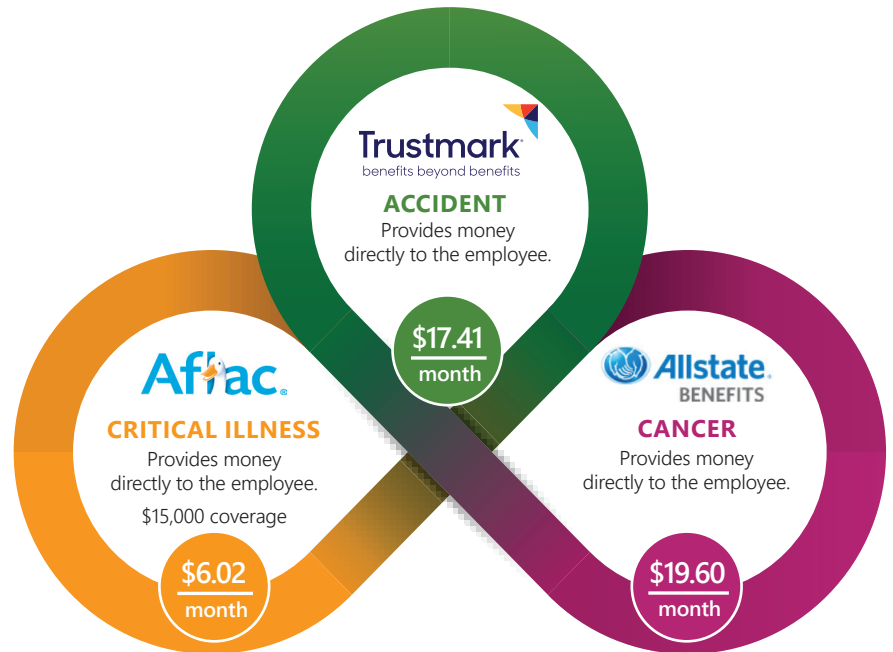 Trustmark
benefits beyond benefits
ACCIDENT
Provides money
directly to the employee.
$17.41
month
Aflac®
CRITICAL ILLNESS
Provides money
directly to the employee.
$15,000 coverage
$6.02
month
Allstate®
BENEFITS
CANCER
Provides money
directly to the employee.
$19.60
month